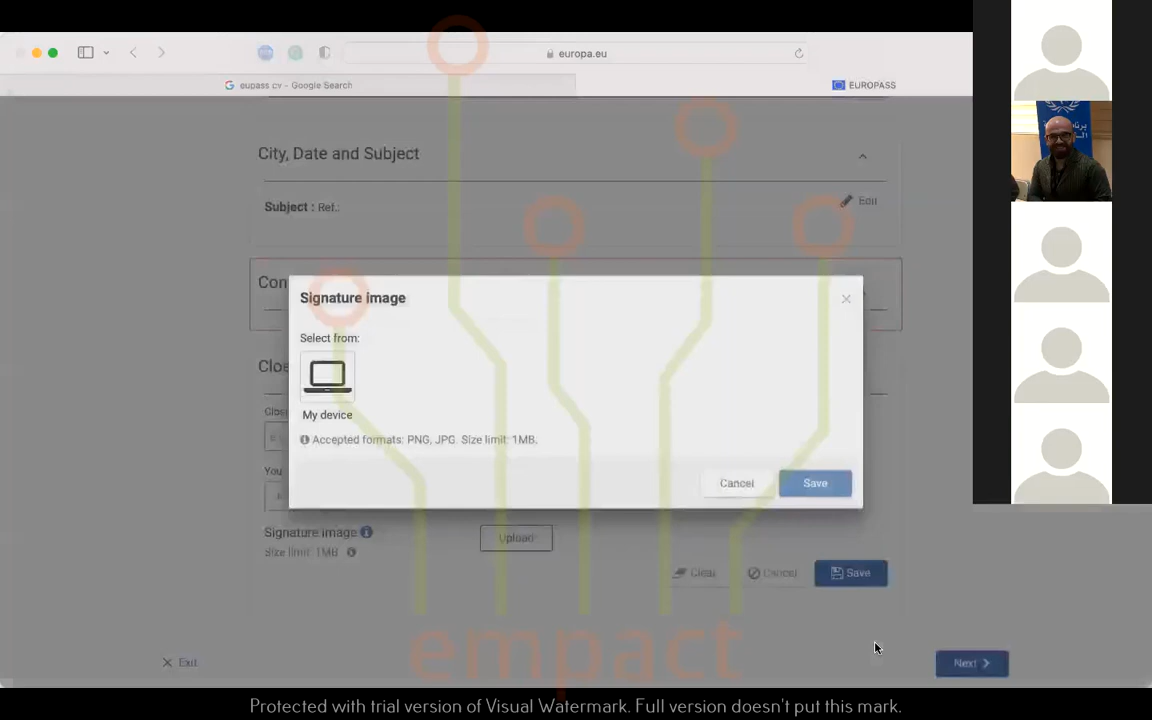 europa.eu
eupass cv - Google Search
EUROPASS
City, Date and Subject
Subject : Ref.:
Edit
Con
Signature image
Select from:
My device
Accepted formats: PNG, JPG. Size limit: 1MB.
Cancel
Save
Clos
Clos
You
Signature image
Size limit: 1MB
Upload
Clear
Cancel
Save
empact
Exit
Next
Protected with trial version of Visual Watermark. Full version doesn't put this mark.